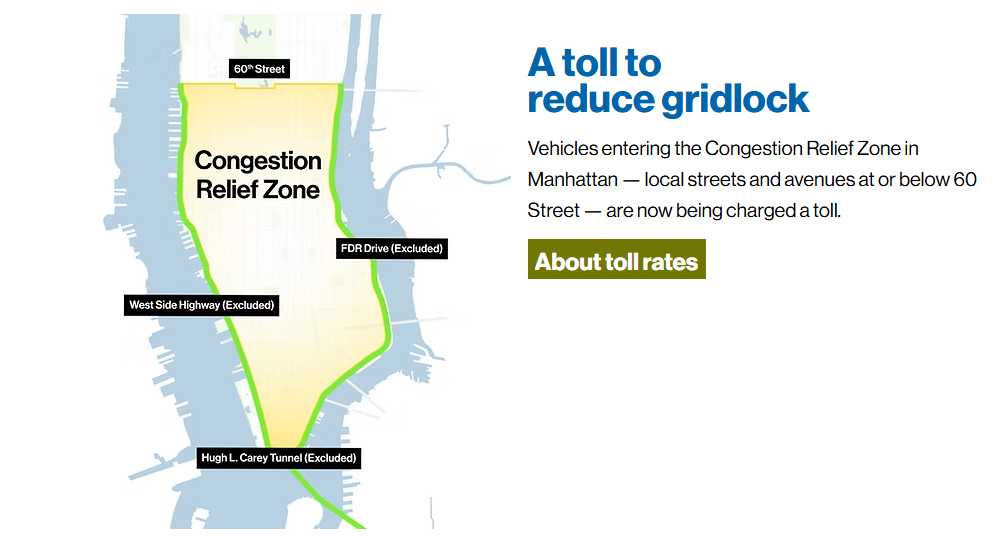 60th Street
Congestion
Relief Zone
FDR Drive (Excluded)
West Side Highway (Excluded)
Hugh L. Carey Tunnel (Excluded)
A toll to
reduce gridlock
Vehicles entering the Congestion Relief Zone in
Manhattan — local streets and avenues at or below 60
Street — are now being charged a toll.
About toll rates